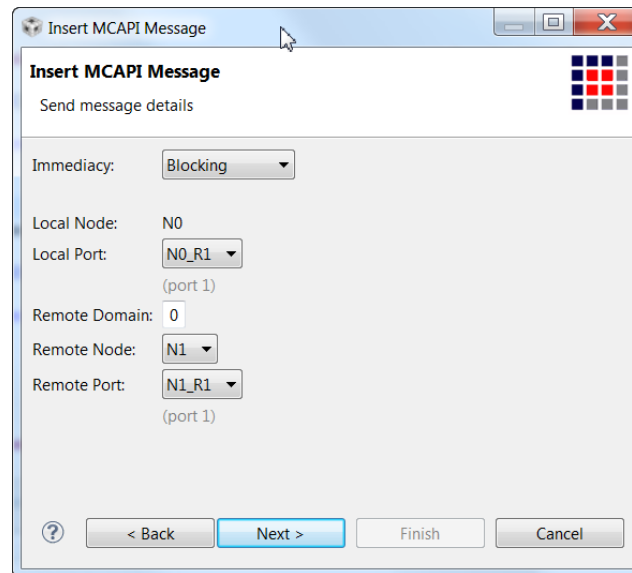 Insert MCAPI Message
Insert MCAPI Message
Send message details
Immediacy: Blocking
Local Node: N0
Local Port: N0_R1
(port 1)
Remote Domain: 0
Remote Node: N1
Remote Port: N1_R1
(port 1)
? < Back Next > Finish Cancel